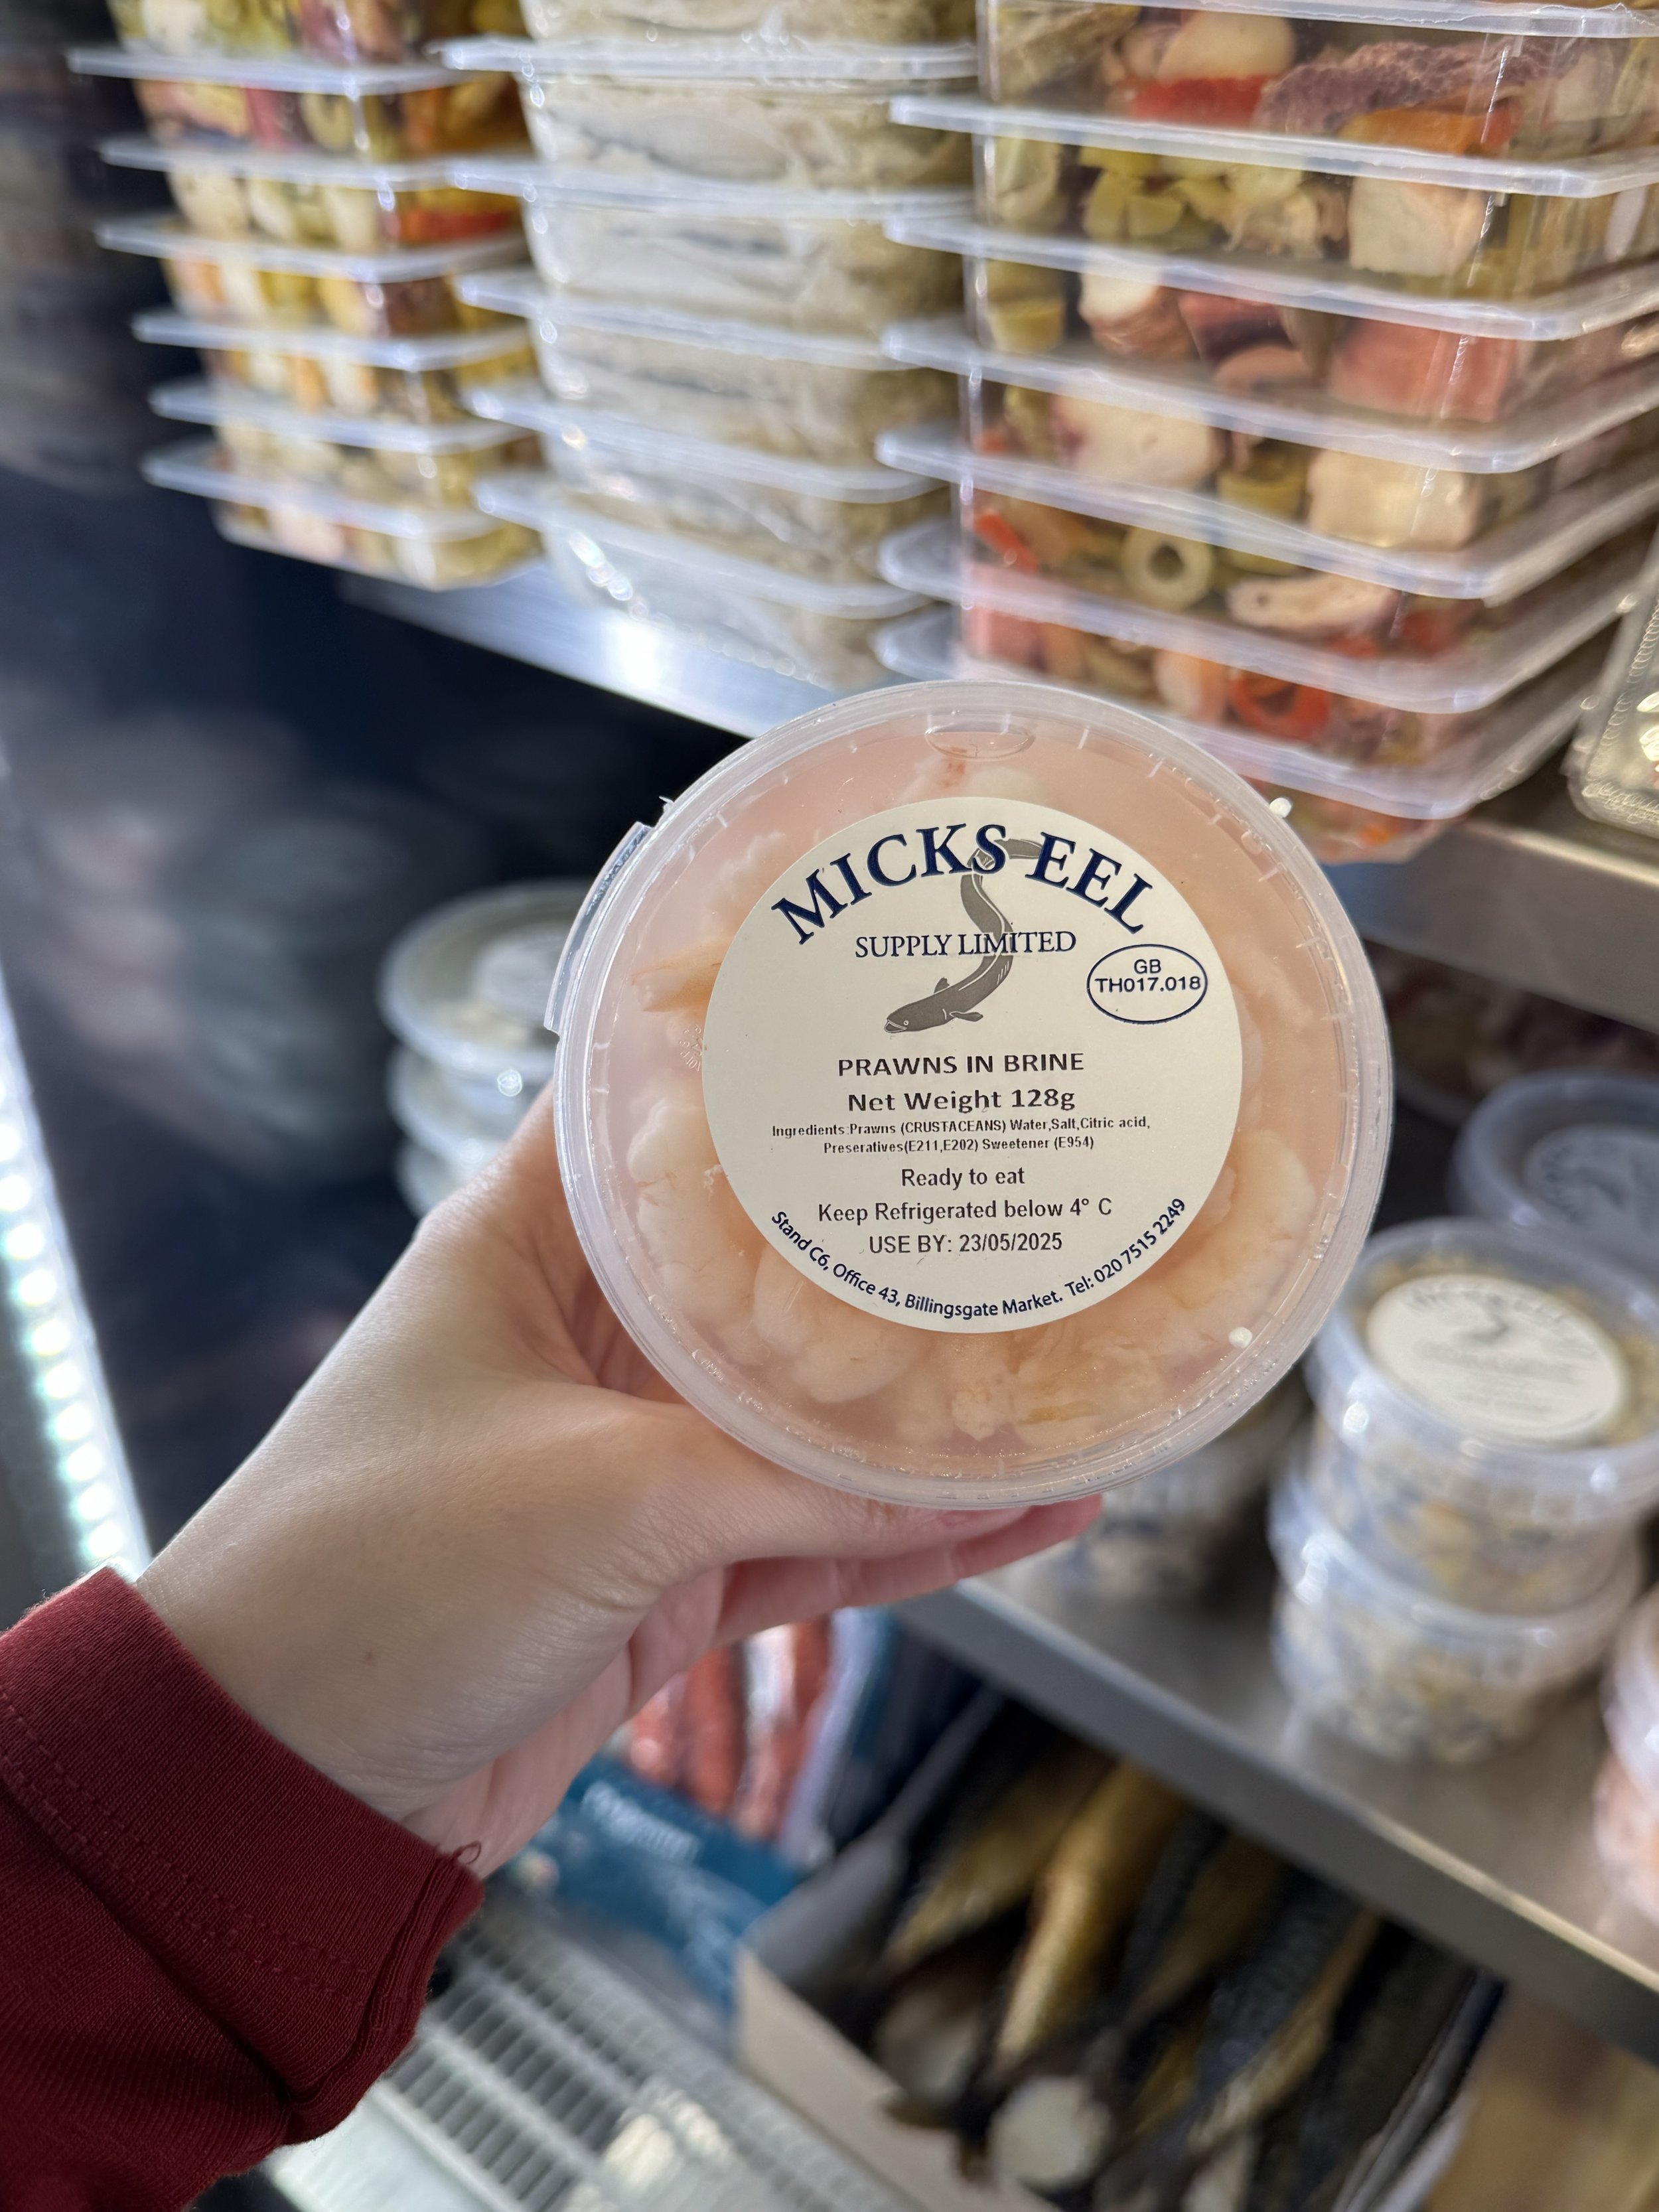 MICKS EEL
SUPPLY LIMITED
GB
TH017.018
PRAWNS IN BRINE
Net Weight 128g
Ingredients:Prawns (CRUSTACEANS) Water,Salt,Citric acid,
Preseratives(E211,E202) Sweetener (E954)
Ready to eat
Keep Refrigerated below 4° C
USE BY: 23/05/2025
Stand C6, Office 43, Billingsgate Market. Tel: 020 7515 2249